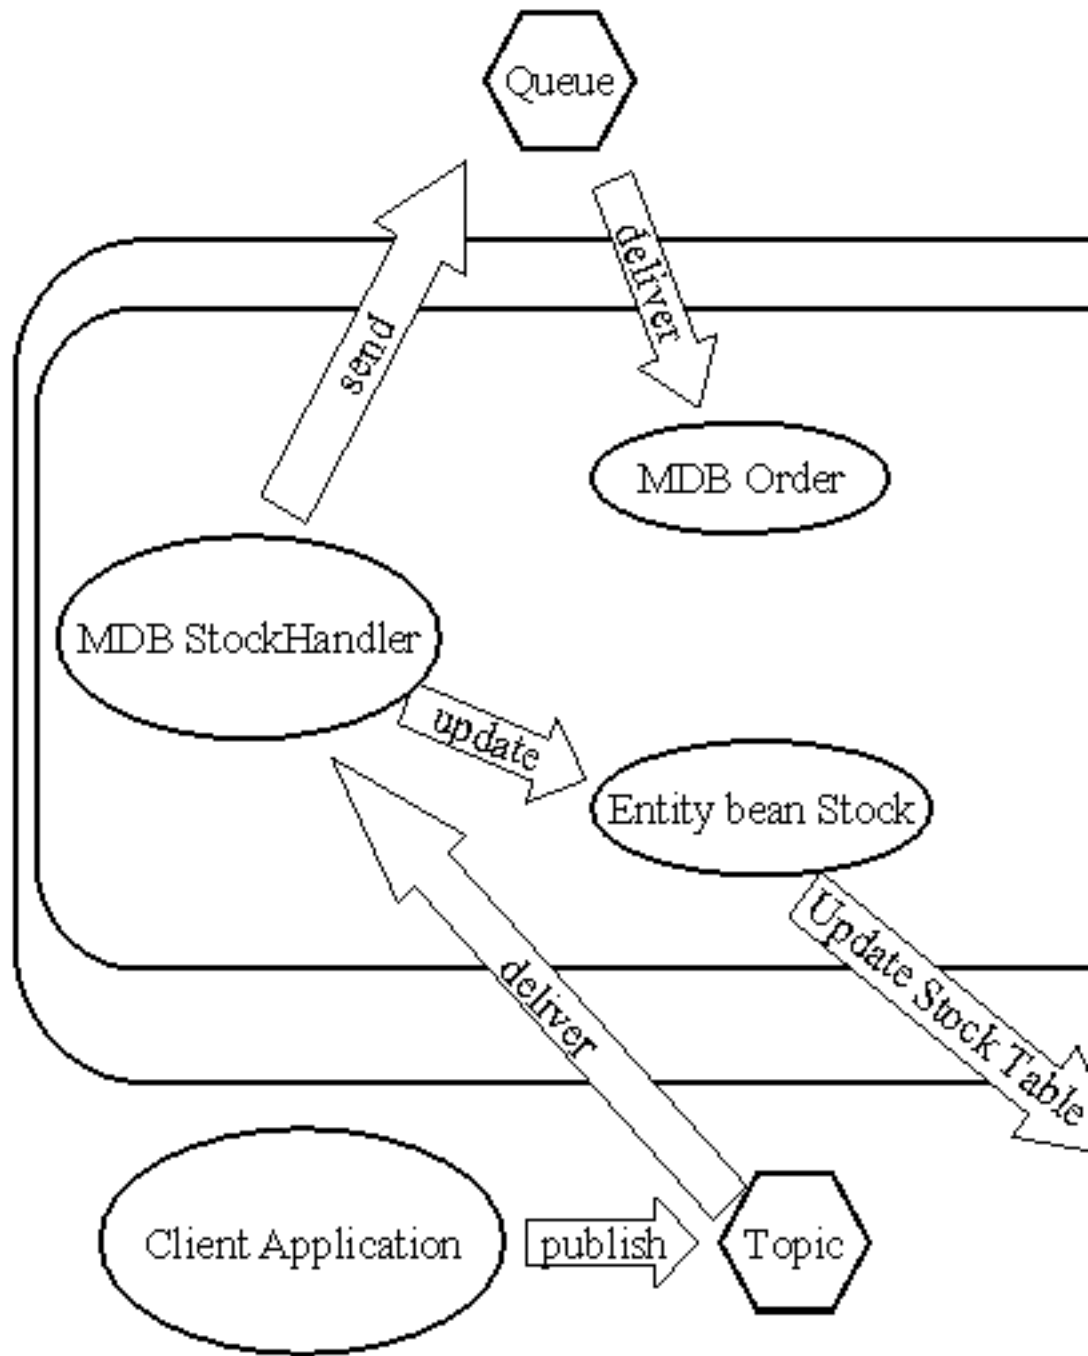 Queue
deliver
send
MDB Order
MDB StockHandler
update
Entity bean Stock
Update Stock Table
deliver
Client Application
publish
Topic